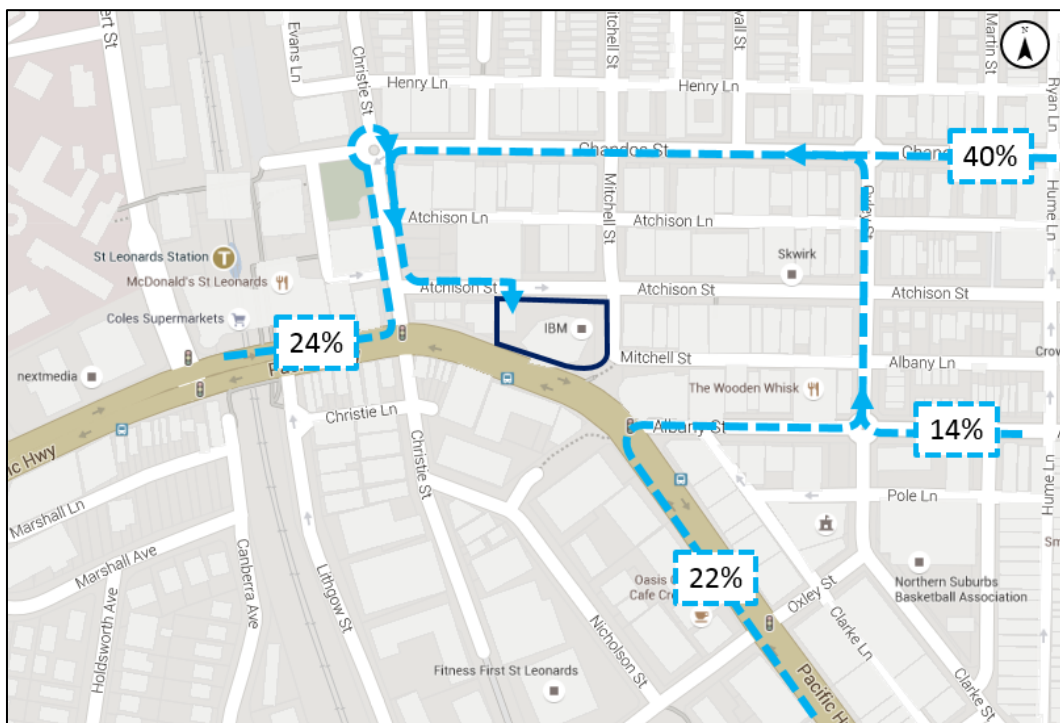 Evans Ln
Christie St
Mitchell St
Martin St
N
Henry Ln
Henry Ln
Ryan Ln
Chandos St
40%
Hume Ln
Mitchell St
Oxley St
Atchison Ln
Atchison Ln
St Leonards Station
T
Skwirk
McDonald's St Leonards
Atchison St
Atchison St
Atchison St
Coles Supermarkets
IBM
24%
Mitchell St
Albany Ln
nextmedia
The Wooden Whisk
Christie Ln
Albany St
14%
Christie St
Hume Ln
Pole Ln
Marshall Ln
Marshall Ave
Canberra Ave
Lithgow St
22%
Oasis
Cafe
Oxley St
Northern Suburbs
Basketball Association
Holdsworth Ave
Nicholson St
Clarke Ln
Fitness First St Leonards
Pacific H
Clarke St